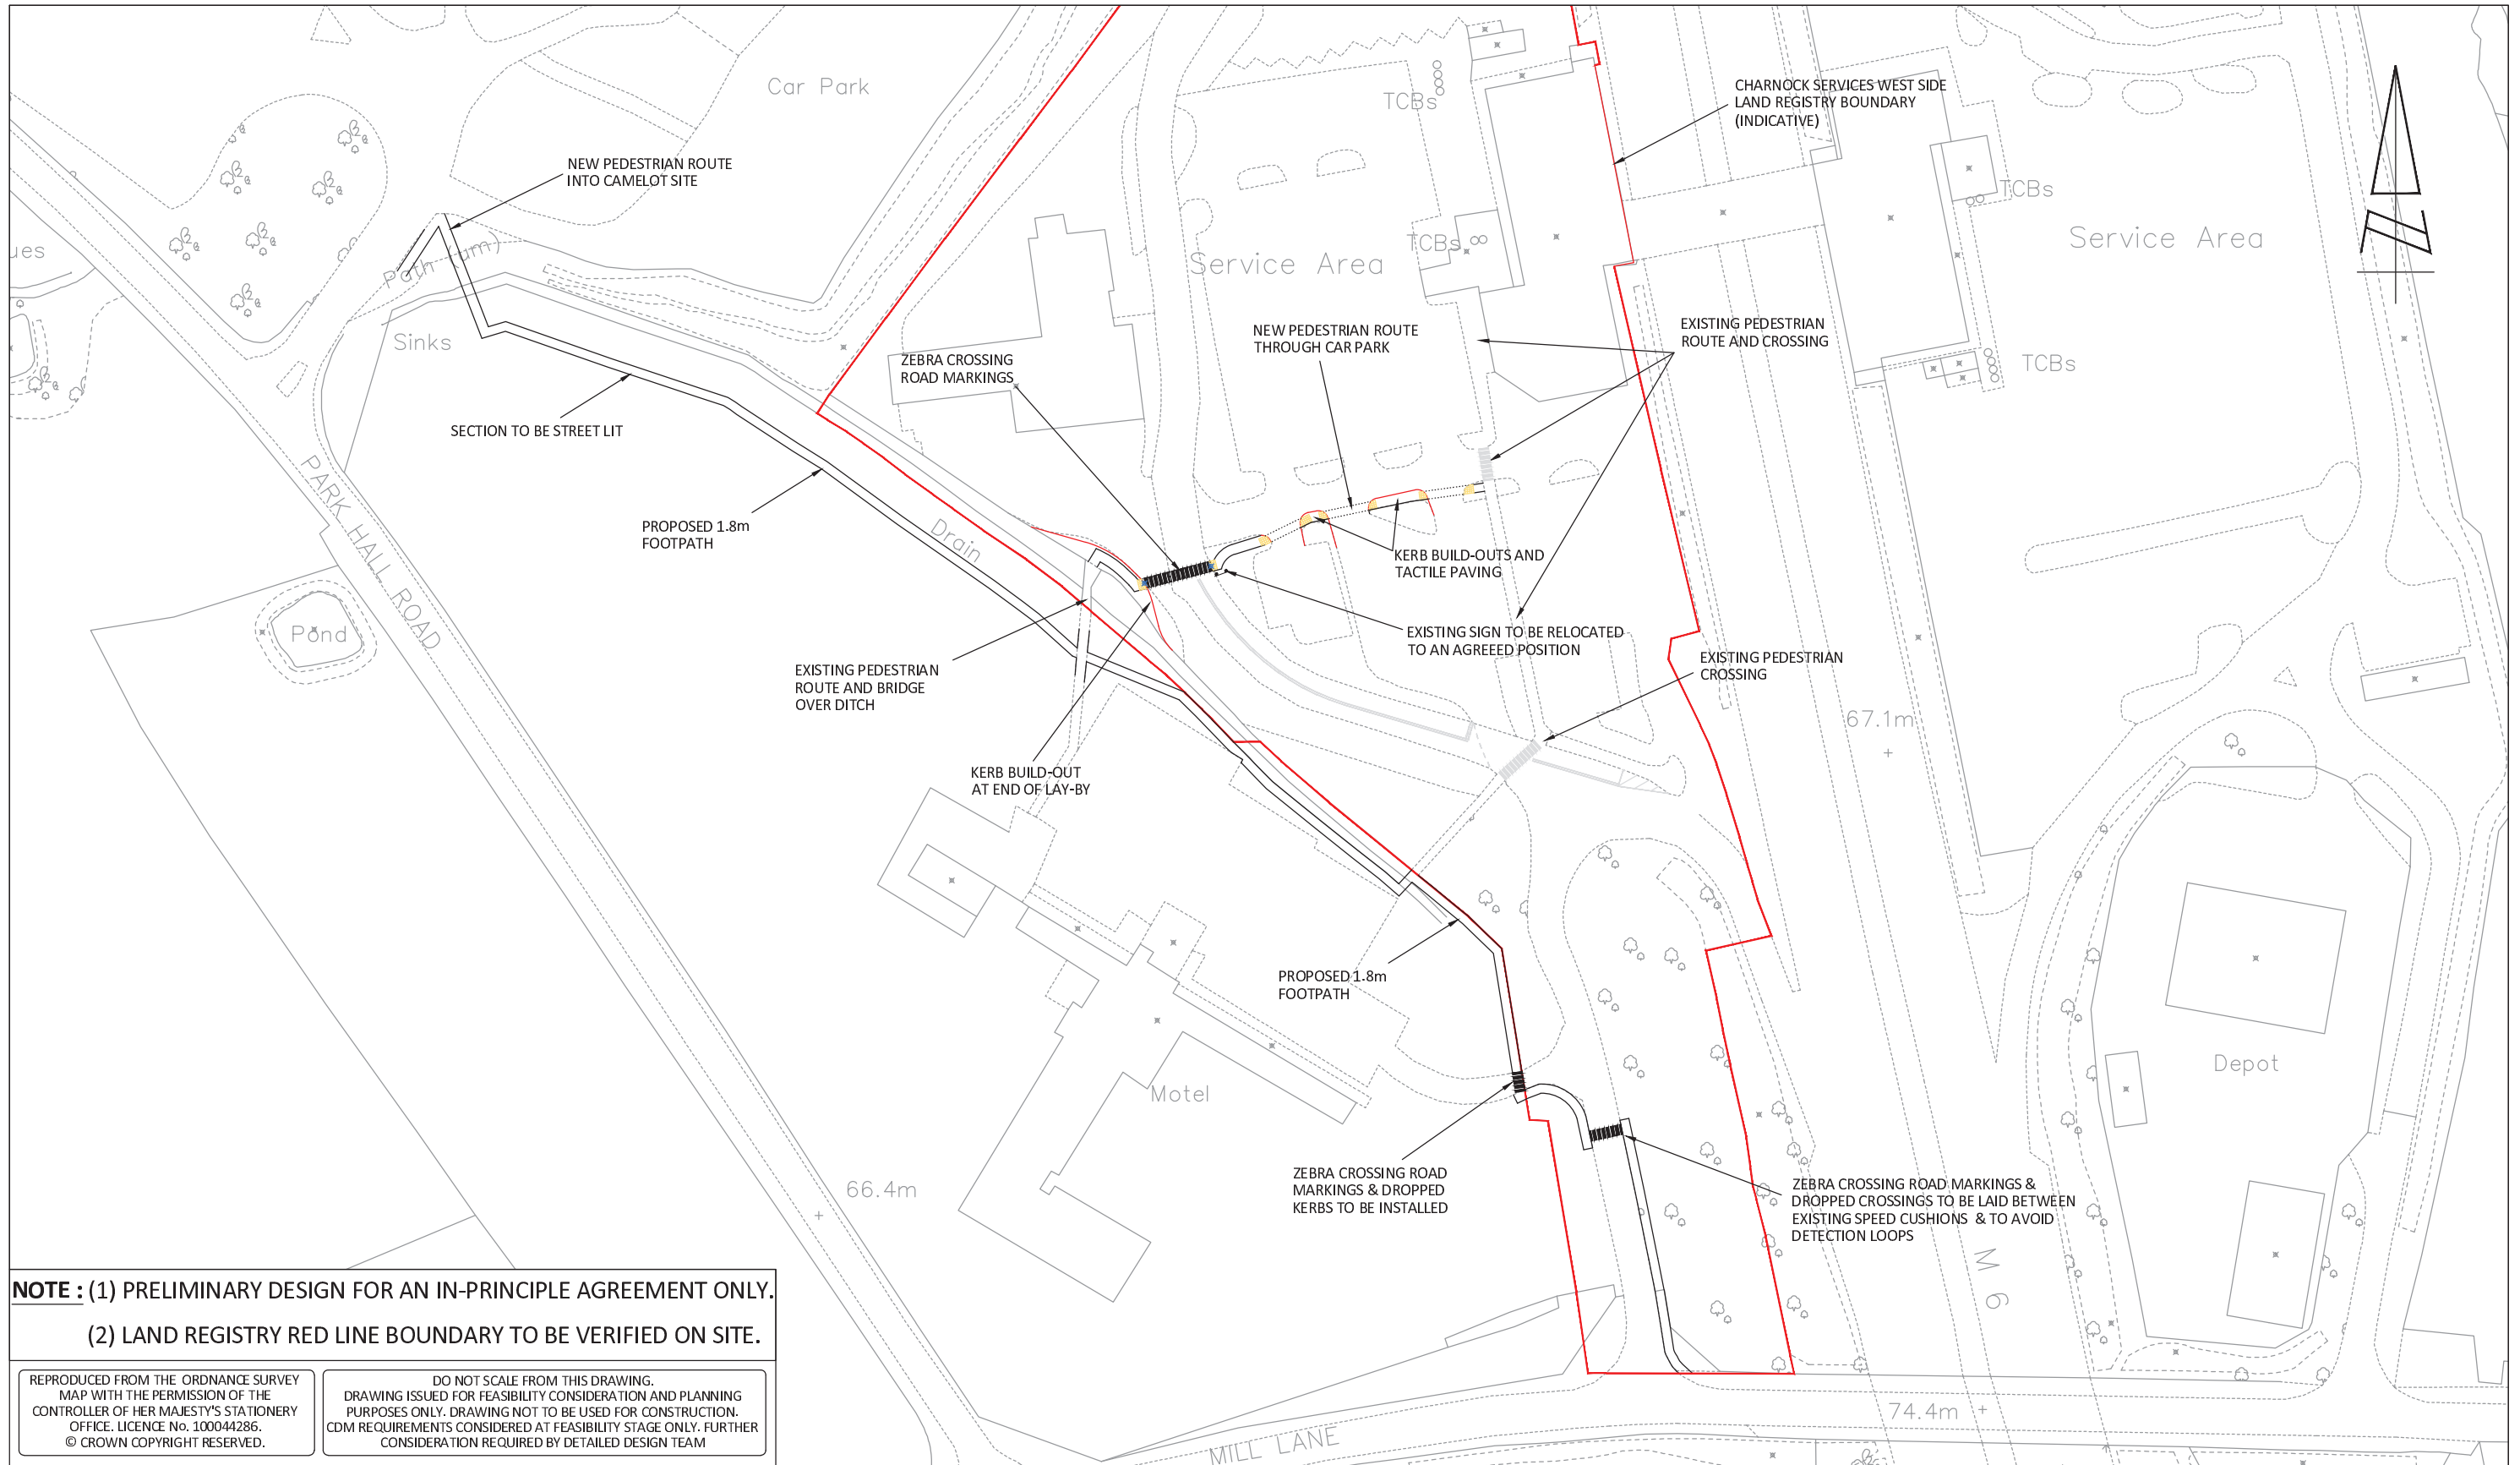 Car Park
TCBs
CHARNOCK SERVICES WEST SIDE
LAND REGISTRY BOUNDARY
(INDICATIVE)
NEW PEDESTRIAN ROUTE
INTO CAMELOT SITE
TCBs
TCBs
Service Area
Service Area
Path (um)
Sinks
NEW PEDESTRIAN ROUTE
THROUGH CAR PARK
EXISTING PEDESTRIAN
ROUTE AND CROSSING
ZEBRA CROSSING
ROAD MARKINGS
TCBs
SECTION TO BE STREET LIT
PARK HALL ROAD
PROPOSED 1.8m
FOOTPATH
Drain
KERB BUILD-OUTS AND
TACTILE PAVING
Pond
EXISTING SIGN TO BE RELOCATED
TO AN AGREEED POSITION
EXISTING PEDESTRIAN
ROUTE AND BRIDGE
OVER DITCH
EXISTING PEDESTRIAN
CROSSING
67.1m
KERB BUILD-OUT
AT END OF LAY-BY
PROPOSED 1.8m
FOOTPATH
Motel
Depot
66.4m
ZEBRA CROSSING ROAD
MARKINGS & DROPPED
KERBS TO BE INSTALLED
ZEBRA CROSSING ROAD MARKINGS &
DROPPED CROSSINGS TO BE LAID BETWEEN
EXISTING SPEED CUSHIONS & TO AVOID
DETECTION LOOPS
M 6
NOTE : (1) PRELIMINARY DESIGN FOR AN IN-PRINCIPLE AGREEMENT ONLY.
(2) LAND REGISTRY RED LINE BOUNDARY TO BE VERIFIED ON SITE.
REPRODUCED FROM THE ORDNANCE SURVEY
MAP WITH THE PERMISSION OF THE
CONTROLLER OF HER MAJESTY'S STATIONERY
OFFICE. LICENCE No. 100044286.
© CROWN COPYRIGHT RESERVED.
DO NOT SCALE FROM THIS DRAWING.
DRAWING ISSUED FOR FEASIBILITY CONSIDERATION AND PLANNING
PURPOSES ONLY. DRAWING NOT TO BE USED FOR CONSTRUCTION.
CDM REQUIREMENTS CONSIDERED AT FEASIBILITY STAGE ONLY. FURTHER
CONSIDERATION REQUIRED BY DETAILED DESIGN TEAM
MILL LANE
74.4m